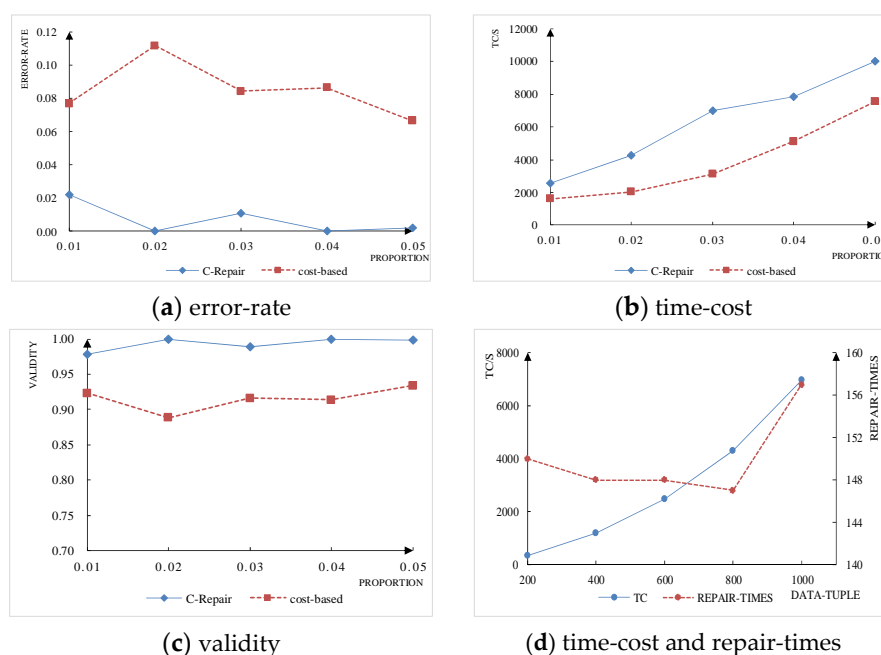 ERROR-RATE
0.12
0.10
0.08
0.06
0.04
0.02
0.00
0.01 0.02 0.03 0.04 0.05
PROPORTION
C-Repair cost-based
(a) error-rate
TC/S
12000
10000
8000
6000
4000
2000
0
0.01 0.02 0.03 0.04 0.0
PROPORTION
C-Repair cost-based
(b) time-cost
VALIDITY
1.00
0.95
0.90
0.85
0.80
0.75
0.70
0.01 0.02 0.03 0.04 0.05
PROPORTION
C-Repair cost-based
(c) validity
TC/S
8000
6000
4000
2000
0
REPAIR-TIMES
160
156
152
148
144
140
200 400 600 800 1000
TC REPAIR-TIMES DATA-TUPLE
(d) time-cost and repair-times